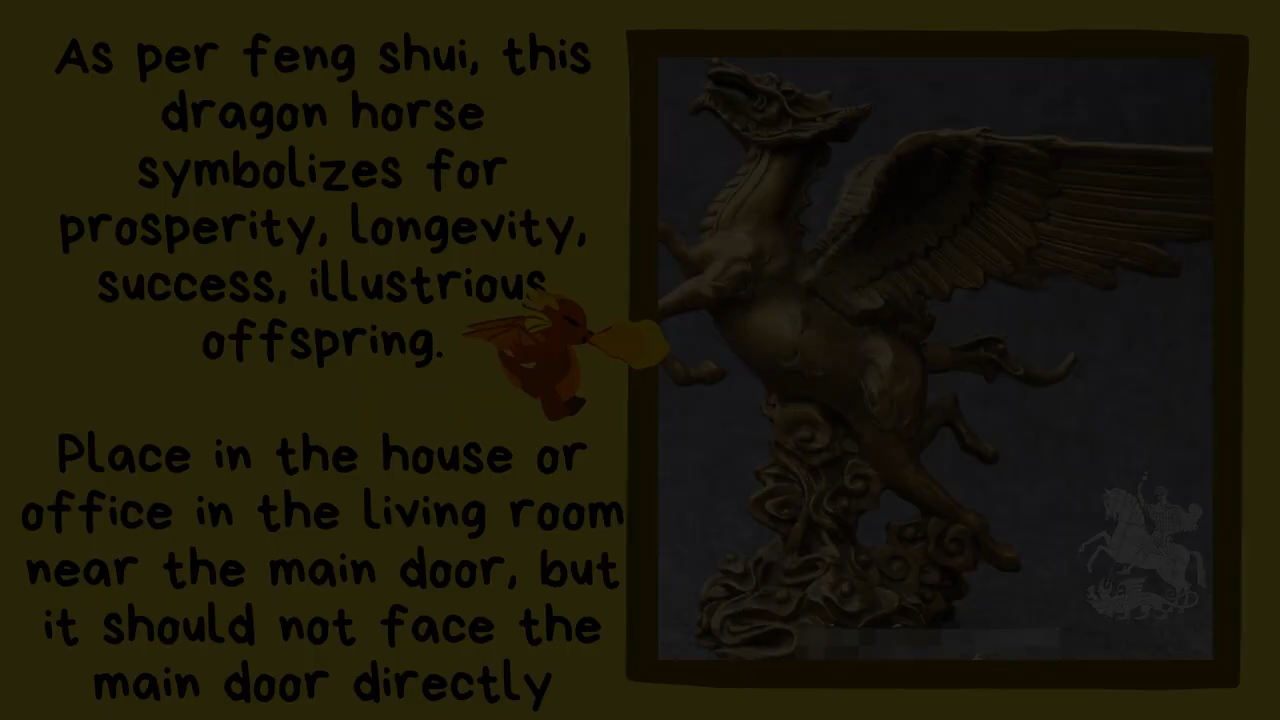 As per feng shui, this
dragon horse
symbolizes for
prosperity, longevity,
success, illustrious
offspring.
Place in the house or
office in the living room
near the main door, but
it should not face the
main door directly